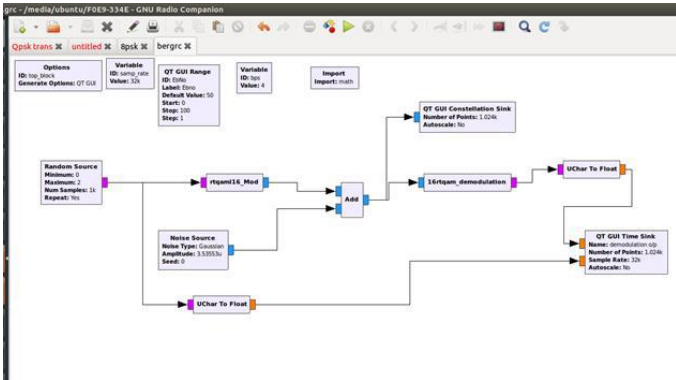 grc - /media/ubuntu/F0E9-334E - GNU Radio Companion
Qpsk trans
untitled
8psk
bergrc
Options
ID: top_block
Generate Options: QT GUI
Variable
ID: samp_rate
Value: 32k
QT GUI Range
ID: EbNo
Label: Ebno
Default Value: 50
Start: 0
Stop: 100
Step: 1
Variable
ID: bps
Value: 4
Import
Import: math
QT GUI Constellation Sink
Number of Points: 1.024k
Autoscale: No
Random Source
Minimum: 0
Maximum: 2
Num Samples: 1k
Repeat: Yes
rtqaml16_Mod
Add
16rtqam_demodulation
UChar To Float
Noise Source
Noise Type: Gaussian
Amplitude: 3.53553u
Seed: 0
QT GUI Time Sink
Name: demodulation o/p
Number of Points: 1.024k
Sample Rate: 32k
Autoscale: No
UChar To Float